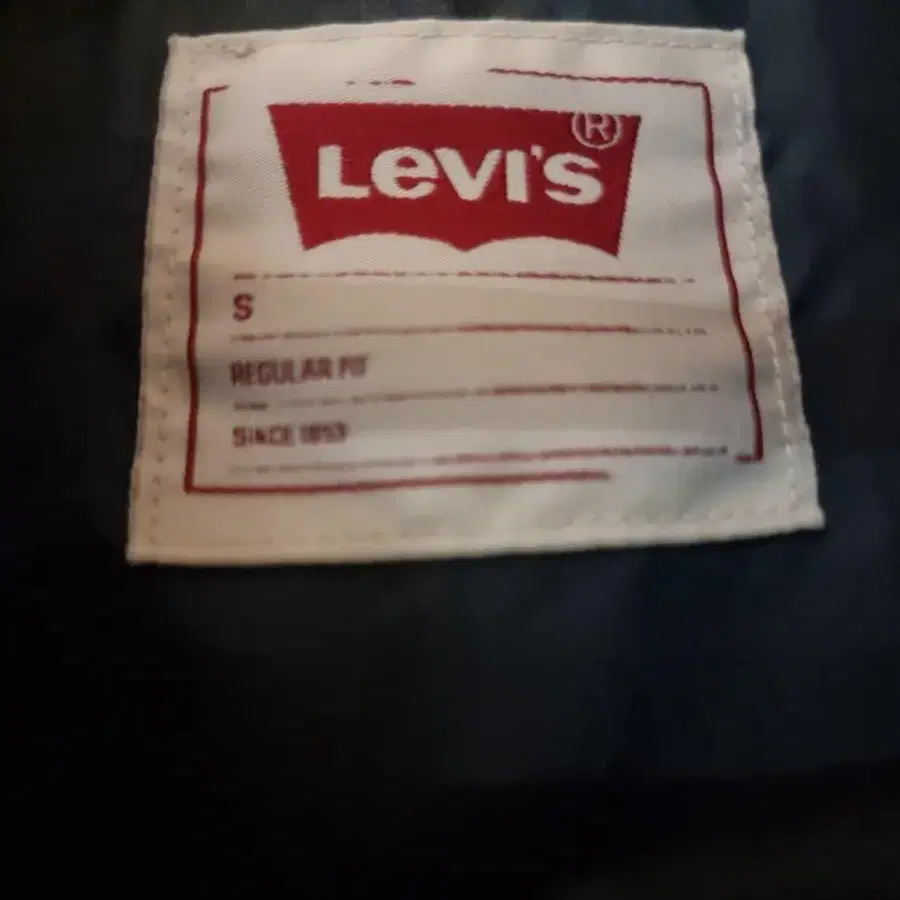 LEVI'S®
S
REGULAR FIT
SINCE 1853